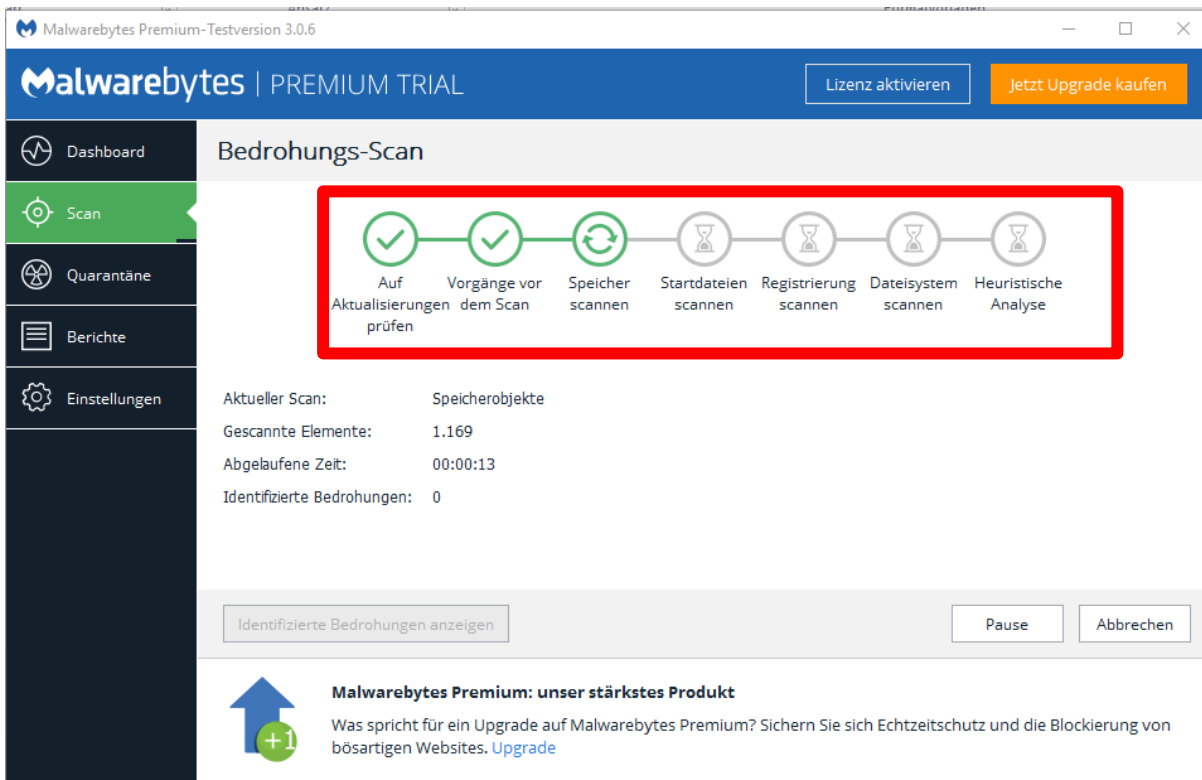 Malwarebytes Premium-Testversion 3.0.6
Malwarebytes | PREMIUM TRIAL
Lizenz aktivieren
Jetzt Upgrade kaufen
Dashboard
Scan
Quarantäne
Berichte
Einstellungen
Bedrohungs-Scan
Auf
Aktualisierungen
prüfen
Vorgänge vor
dem Scan
Speicher
scannen
Startdateien
scannen
Registrierung
scannen
Dateisystem
scannen
Heuristische
Analyse
Aktueller Scan: Speicherobjekte
Gescannte Elemente: 1.169
Abgelaufene Zeit: 00:00:13
Identifizierte Bedrohungen: 0
Identifizierte Bedrohungen anzeigen
Pause
Abbrechen
+1
Malwarebytes Premium: unser stärkstes Produkt
Was spricht für ein Upgrade auf Malwarebytes Premium? Sichern Sie sich Echtzeitschutz und die Blockierung von
bösartigen Websites. Upgrade